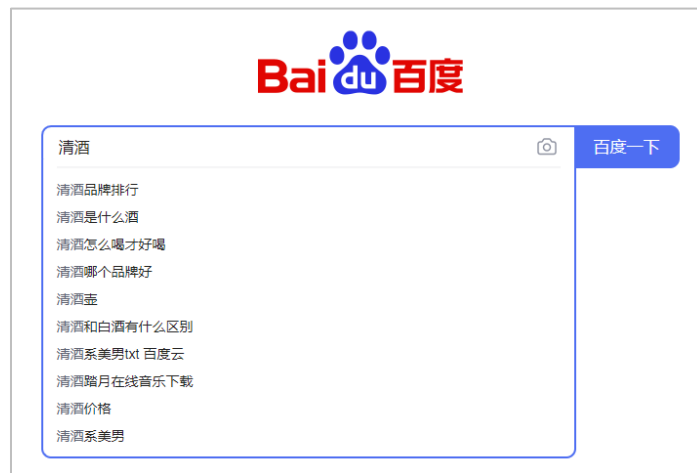 Bai du 百度
清酒 百度一下
清酒品牌排行
清酒是什么酒
清酒怎么喝才好喝
清酒哪个品牌好
清酒壶
清酒和白酒有什么区别
清酒系美男txt 百度云
清酒踏月在线音乐下载
清酒价格
清酒系美男